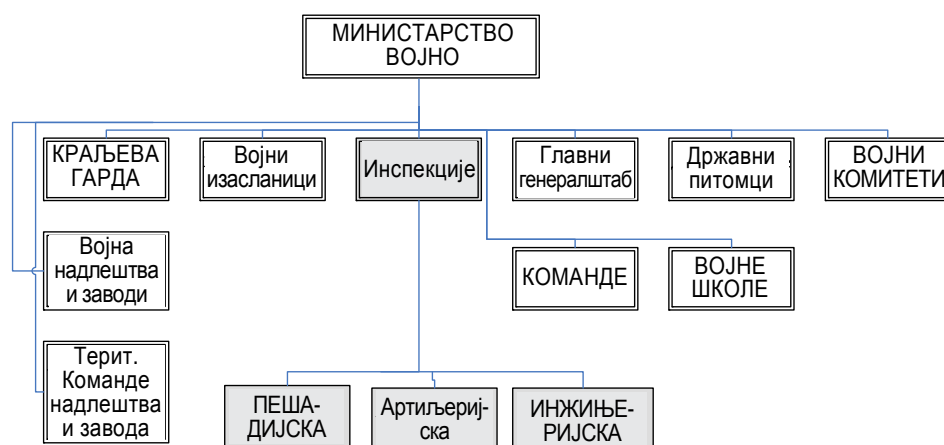 МИНИСТАРСТВО
ВОЈНО
КРАЉЕВА
ГАРДА
Војни
изасланици
Инспекције
Главни
генералштаб
Државни
питомци
ВОЈНИ
КОМИТЕТИ
Војна
надлештва
и заводи
КОМАНДЕ
ВОЈНЕ
ШКОЛЕ
Терит.
Команде
надлештва
и завода
ПЕША-
ДИЈСКА
Артиљериј-
ска
ИНЖИЊЕ-
РИЈСКА